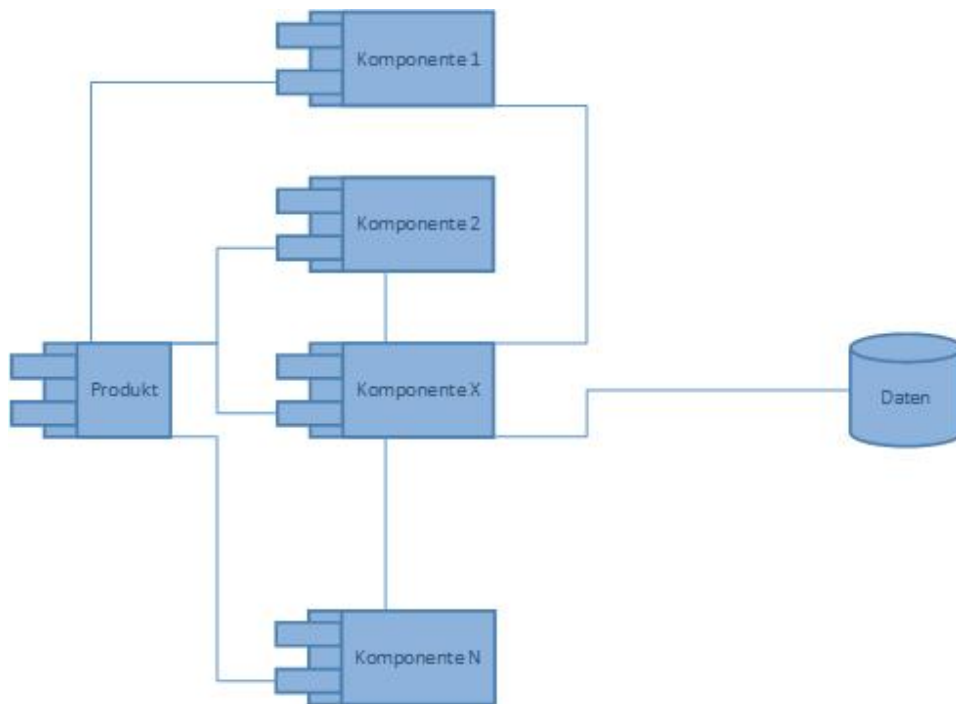 Komponente 1
Komponente 2
Produkt
Komponente X
Daten
Komponente N